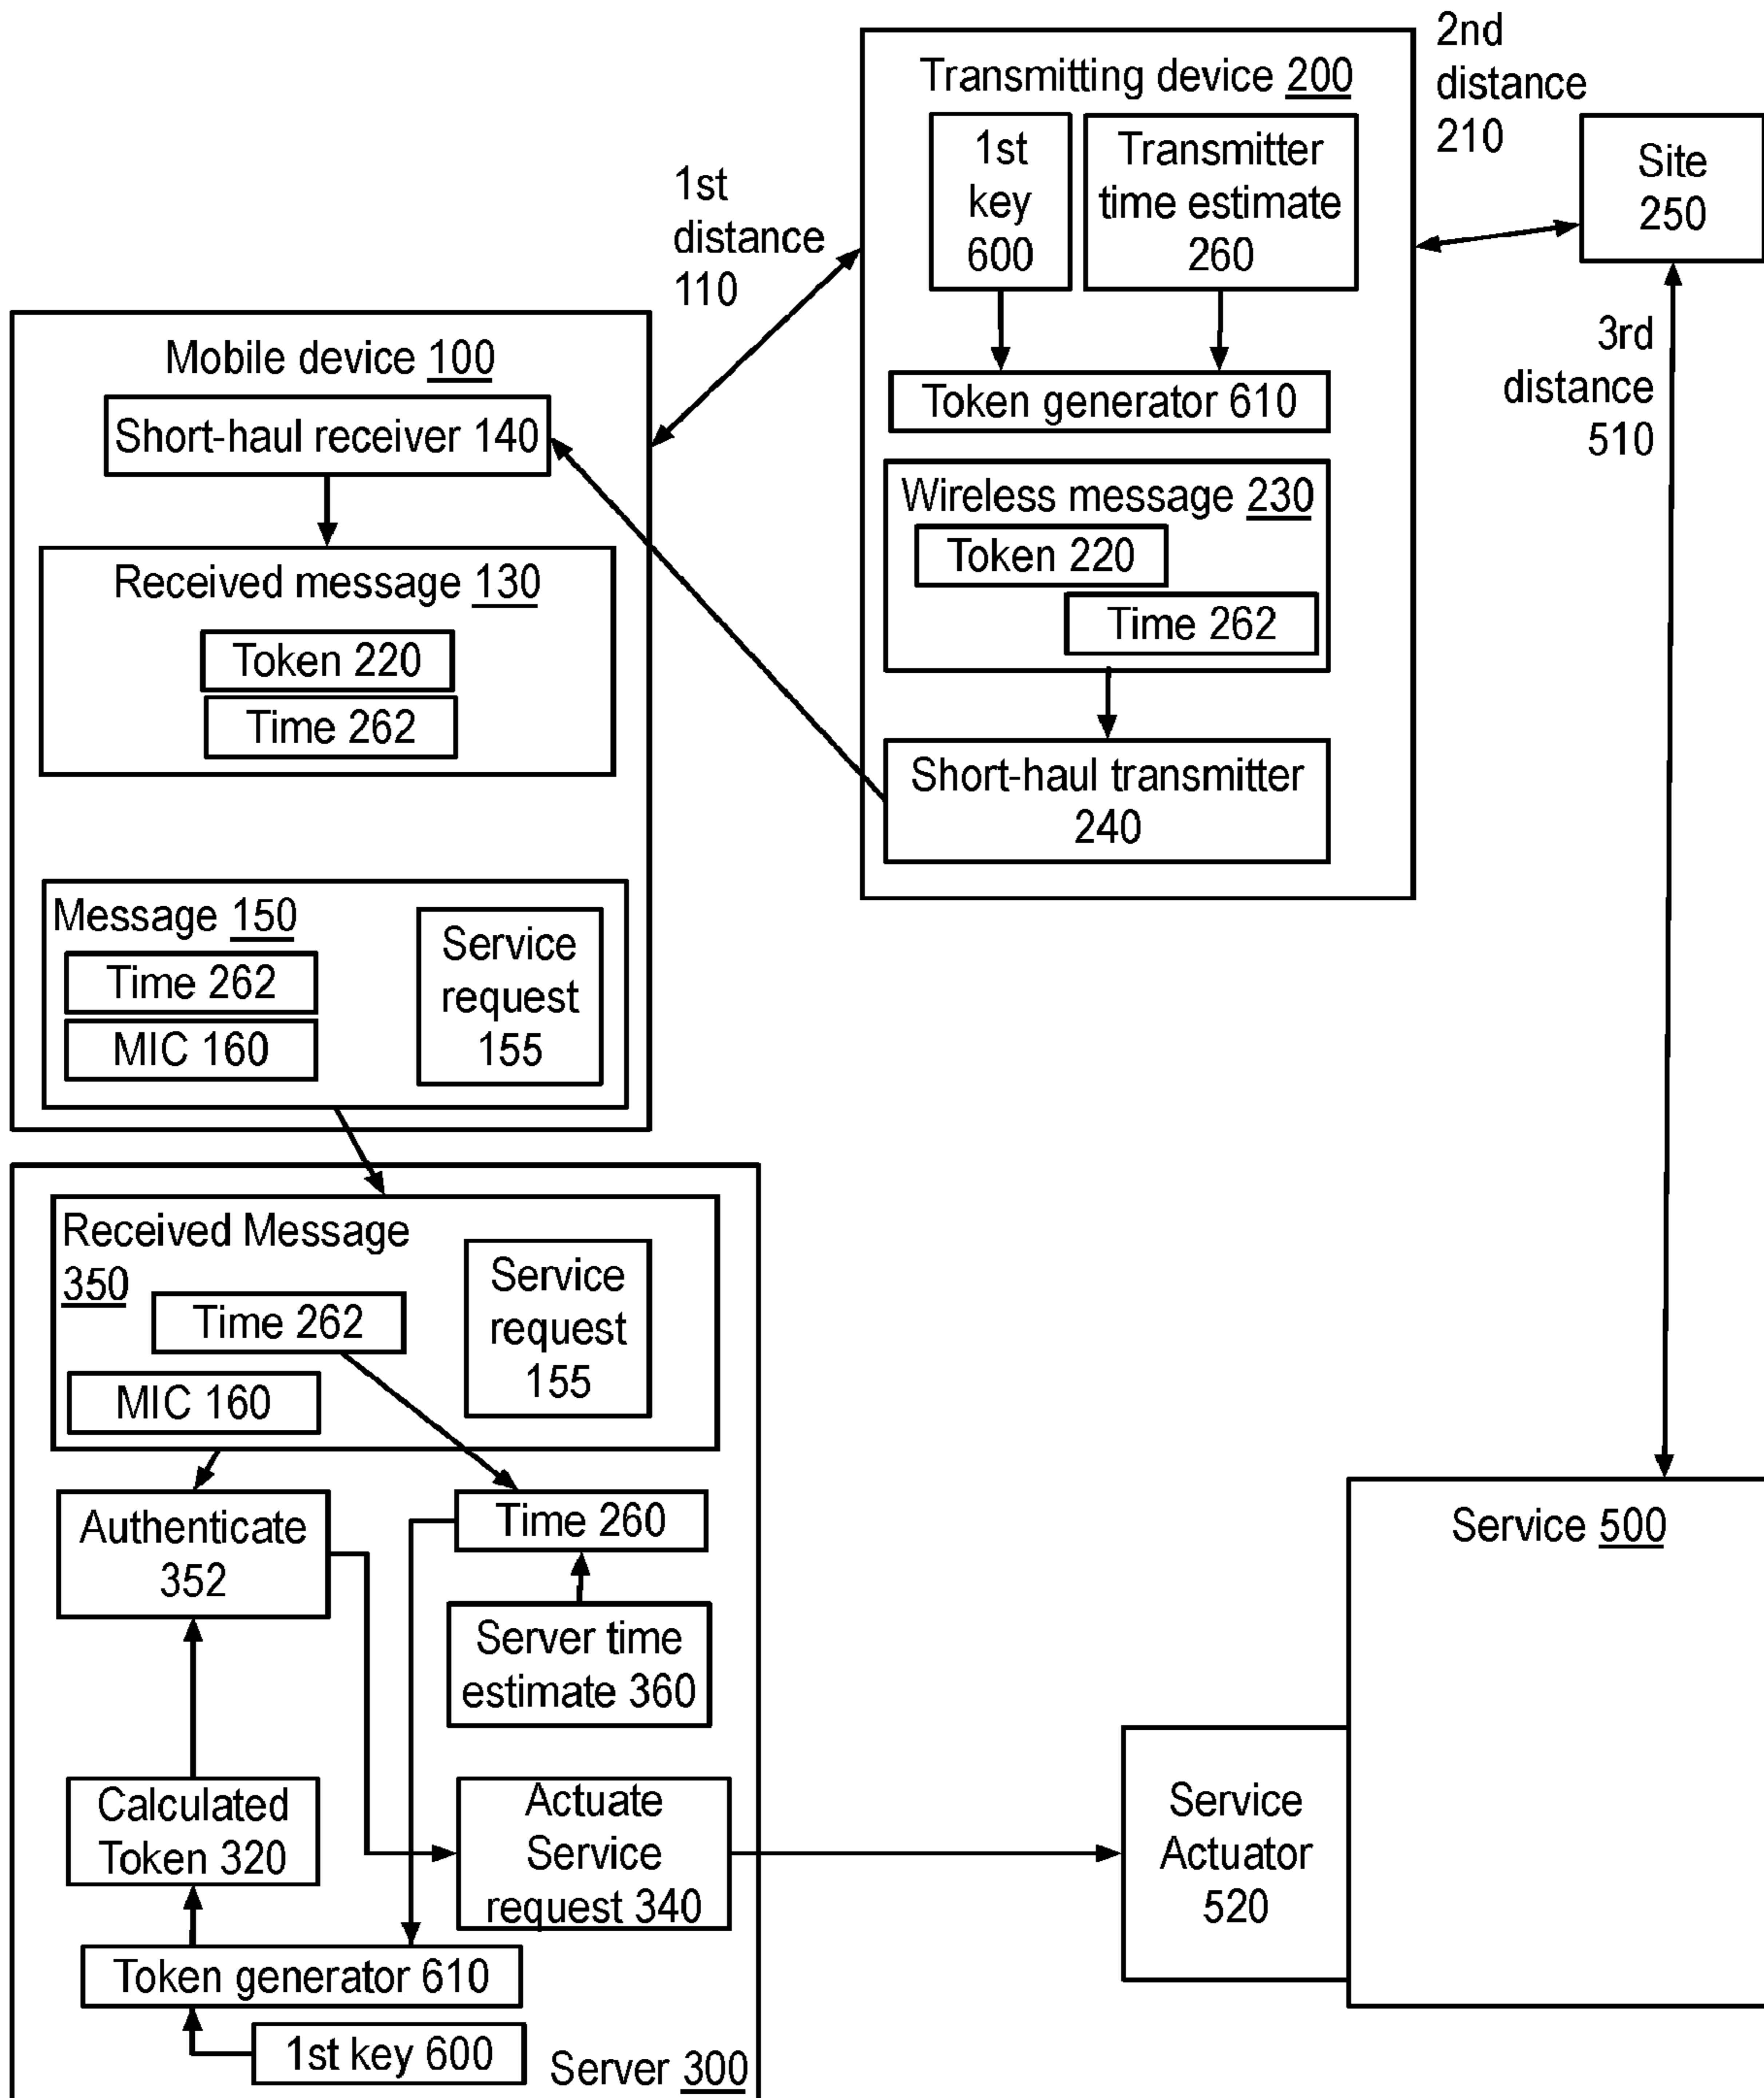 2nd
distance
210
Transmitting device 200
1st
key
600
Transmitter
time estimate
260
Site
250
1st
distance
110
3rd
distance
510
Token generator 610
Wireless message 230
Token 220
Time 262
Short-haul transmitter
240
Mobile device 100
Short-haul receiver 140
Received message 130
Token 220
Time 262
Message 150
Time 262
MIC 160
Service
request
155
Received Message
350
Time 262
MIC 160
Service
request
155
Authenticate
352
Time 260
Server time
estimate 360
Calculated
Token 320
Actuate
Service
request 340
Token generator 610
1st key 600
Server 300
Service 500
Service
Actuator
520